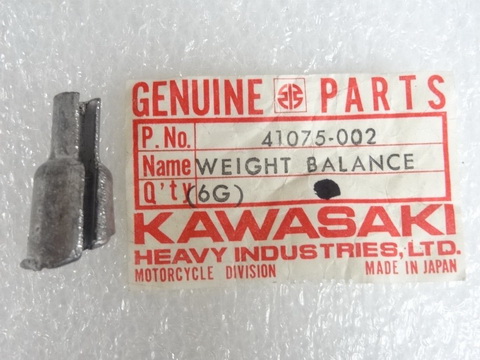 GENUINE PARTS
P. No. 41075-002
Name WEIGHT BALANCE
Q'ty (6G)
KAWASAKI
HEAVY INDUSTRIES, LTD.
MOTORCYCLE DIVISION MADE IN JAPAN